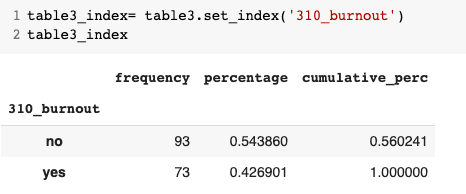 1 table3_index= table3.set_index('310_burnout')
2 table3_index
frequency percentage cumulative_perc
310_burnout
no 93 0.543860 0.560241
yes 73 0.426901 1.000000